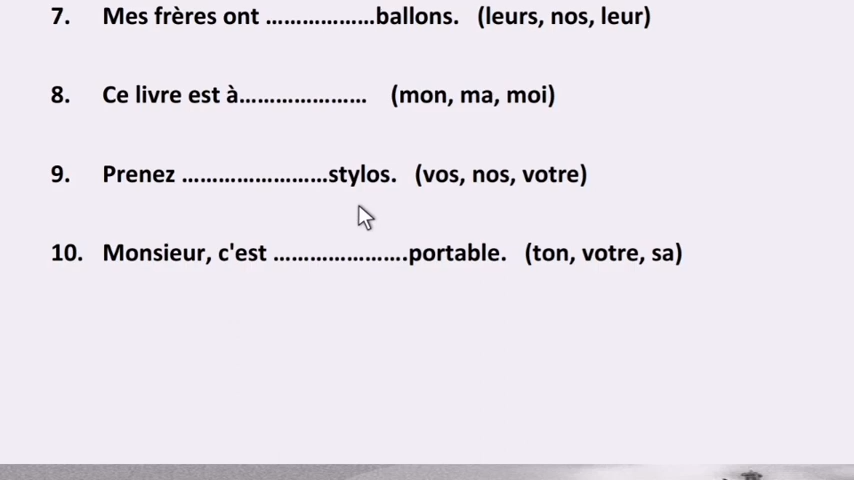 7. Mes frères ont ....................ballons. (leurs, nos, leur)
8. Ce livre est à....................... (mon, ma, moi)
9. Prenez ..........................stylos. (vos, nos, votre)
10. Monsieur, c'est ........................portable. (ton, votre, sa)